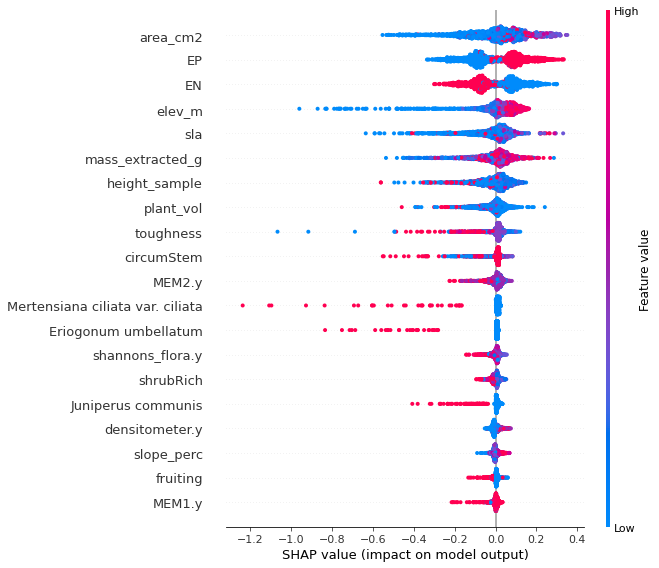 High
area_cm2
EP
EN
elev_m
sla
mass_extracted_g
height_sample
plant_vol
toughness
circumStem
MEM2.y
Mertensiana ciliata var. ciliata
Eriogonum umbellatum
shannons_flora.y
shrubRich
Juniperus communis
densitometer.y
slope_perc
fruiting
MEM1.y
Feature value
Low
−1.2 −1.0 −0.8 −0.6 −0.4 −0.2 0.0 0.2 0.4
SHAP value (impact on model output)